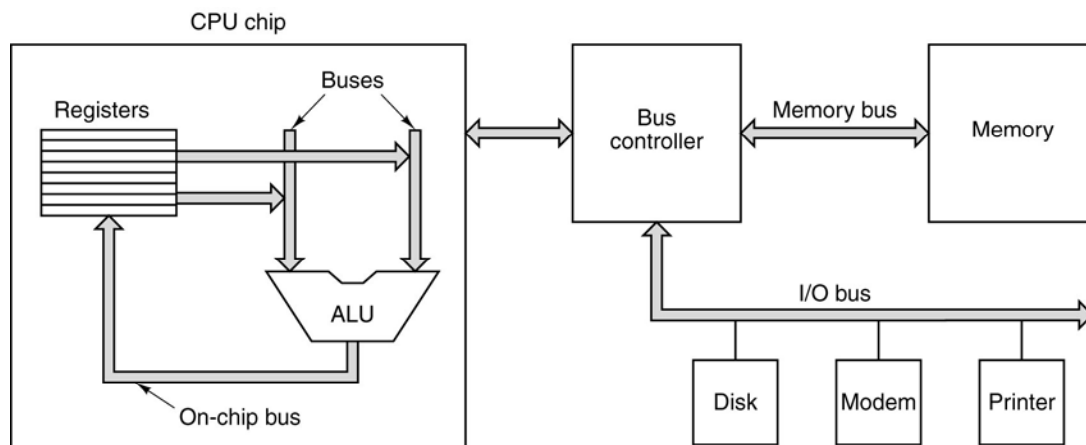 CPU chip
Buses
Registers
ALU
On-chip bus
Bus
controller
Memory bus
Memory
I/O bus
Disk
Modem
Printer